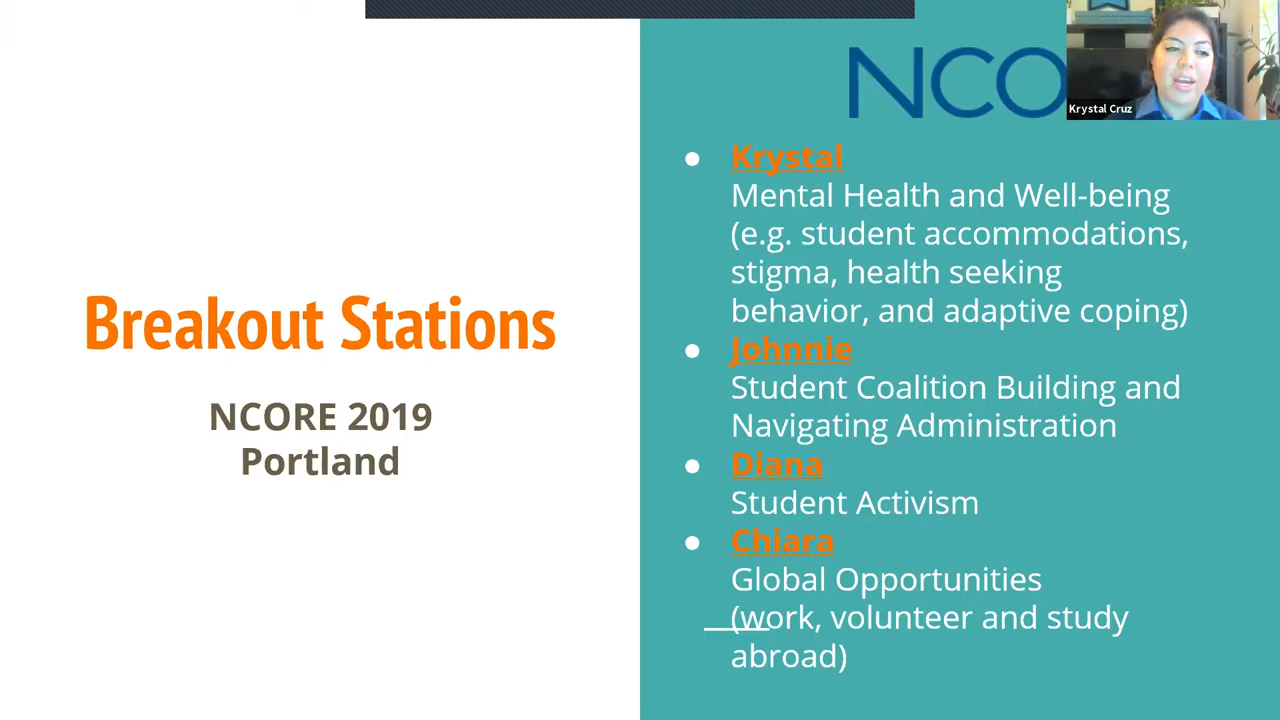 Breakout Stations
NCORE 2019
Portland
NCO
Krystal Cruz
Krystal
Mental Health and Well-being
(e.g. student accommodations,
stigma, health seeking
behavior, and adaptive coping)
Johnnie
Student Coalition Building and
Navigating Administration
Diana
Student Activism
Chiara
Global Opportunities
(work, volunteer and study
abroad)